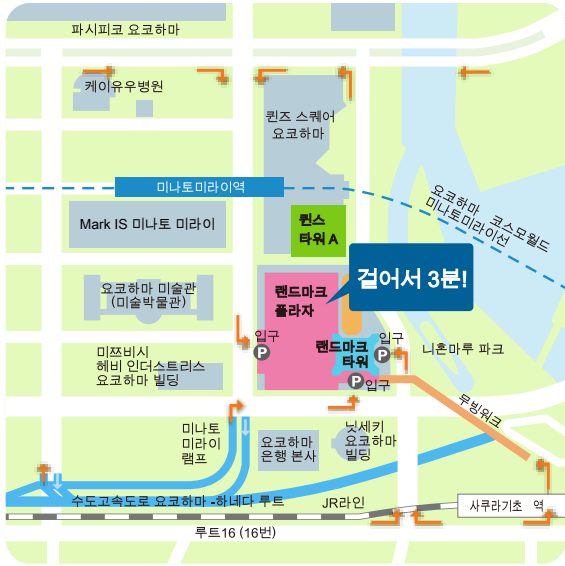 파시피코 요코하마
케이유우병원
퀸즈 스퀘어
요코하마
미나토미라이역
요코하마 코스모월드
미나토미라이선
Mark IS 미나토 미라이
퀸스
타워 A
걸어서 3분!
요코하마 미술관
(미술박물관)
랜드마크
플라자
입구
P
랜드마크
타워
입구
P
P
입구
니혼마루 파크
미쯔비시
헤비 인더스트리스
요코하마 빌딩
무빙워크
미나토
미라이
램프
요코하마
은행 본사
닛세키
요코하마
빌딩
수도고속도로 요코하마 -하네다 루트
JR라인
사쿠라기초 역
루트16 (16번)